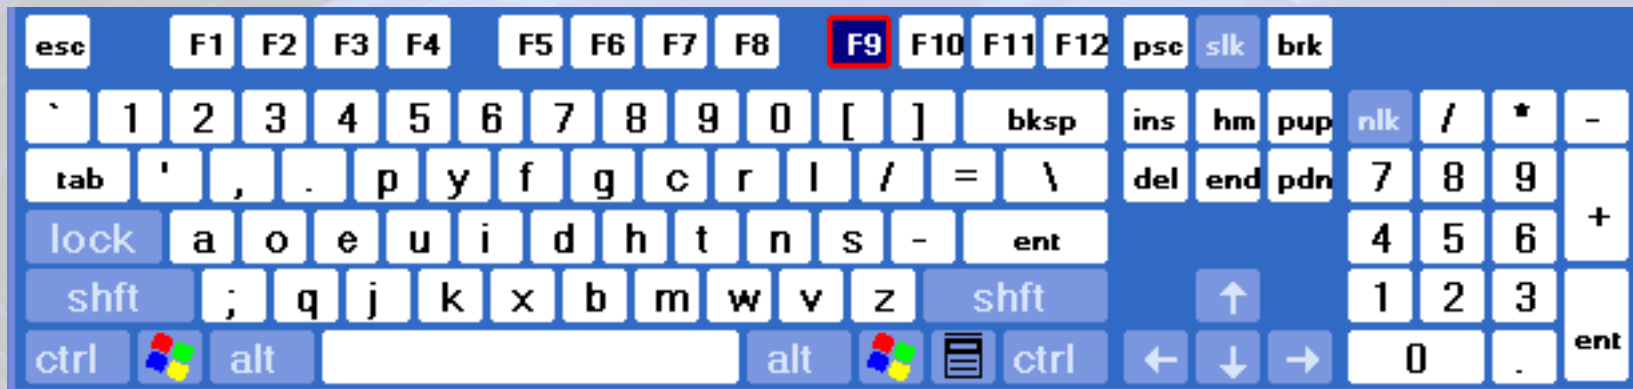 esc F1 F2 F3 F4 F5 F6 F7 F8 F9 F10 F11 F12 psc slk brk
` 1 2 3 4 5 6 7 8 9 0 [ ] bksp ins hm pup nlk / * -
tab ' , . p y f g c r l / = \ del end pdn 7 8 9 +
lock a o e u i d h t n s - ent 4 5 6
shft ; q j k x b m w v z shft ↑ 1 2 3 ent
ctrl alt alt ctrl ← ↓ → 0 .